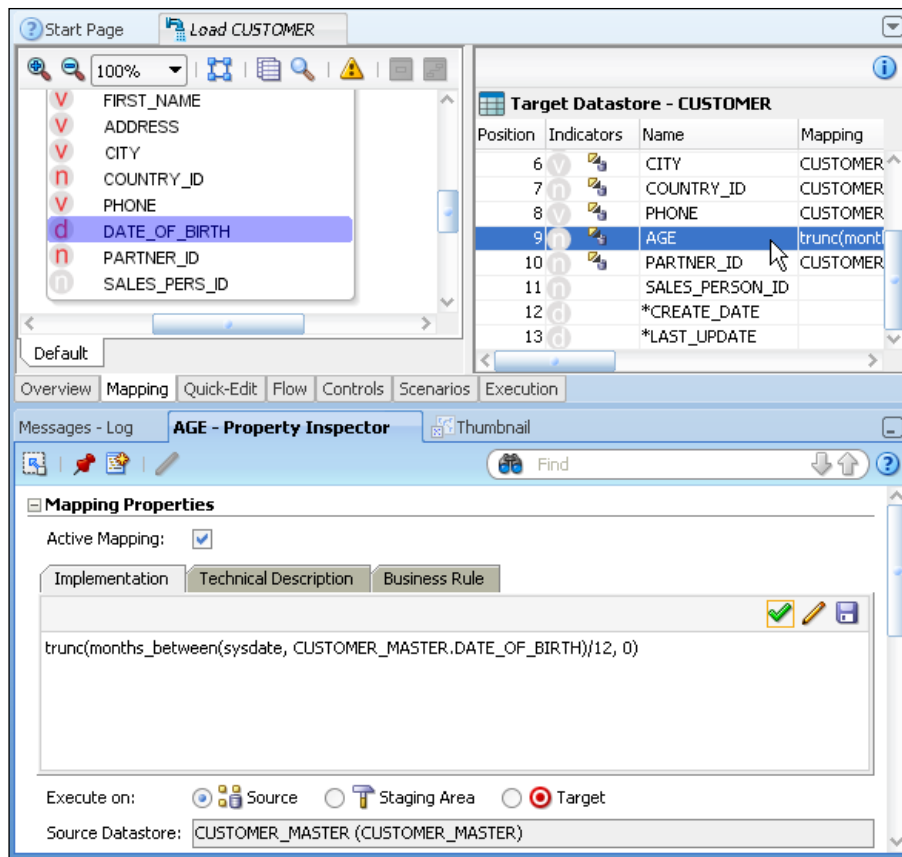 Start Page
Load CUSTOMER
100%
FIRST_NAME
ADDRESS
CITY
COUNTRY_ID
PHONE
DATE_OF_BIRTH
PARTNER_ID
SALES_PERS_ID
Default
Target Datastore - CUSTOMER
Position Indicators Name Mapping
6 CITY CUSTOMER
7 COUNTRY_ID CUSTOMER
8 PHONE CUSTOMER
9 AGE trunc(mont
10 PARTNER_ID CUSTOMER
11 SALES_PERSON_ID
12 *CREATE_DATE
13 *LAST_UPDATE
Overview Mapping Quick-Edit Flow Controls Scenarios Execution
Messages - Log AGE - Property Inspector Thumbnail
Find
Mapping Properties
Active Mapping:
Implementation Technical Description Business Rule
trunc(months_between(sysdate, CUSTOMER_MASTER.DATE_OF_BIRTH)/12, 0)
Execute on: Source Staging Area Target
Source Datastore: CUSTOMER_MASTER (CUSTOMER_MASTER)